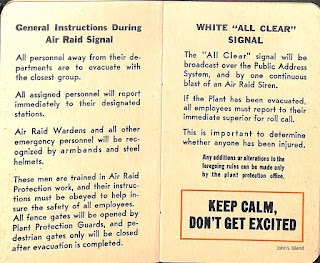 General Instructions During
Air Raid Signal
All personnel away from their de-
partments are to evacuate with
the closest group.
All assigned personnel will report
immediately to their designated
stations.
Air Raid Wardens and all other
emergency personnel will be rec-
ognized by armbands and steel
helmets.
These men are trained in Air Raid
Protection work, and their instruc-
tions must be obeyed to help in-
sure the safety of all employees.
All fence gates will be opened by
Plant Protection Guards, and pe-
destrian gates only will be closed
after evacuation is completed.
WHITE "ALL CLEAR"
SIGNAL
The "All Clear" signal will be
broadcast over the Public Address
System, and by one continuous
blast of an Air Raid Siren.
If the Plant has been evacuated,
all employees must report to their
immediate superior for roll call.
This is important to determine
whether anyone has been injured.
Any additions or alterations to the
foregoing rules can be made only
by the plant protection office.
KEEP CALM,
DON'T GET EXCITED
John's Island